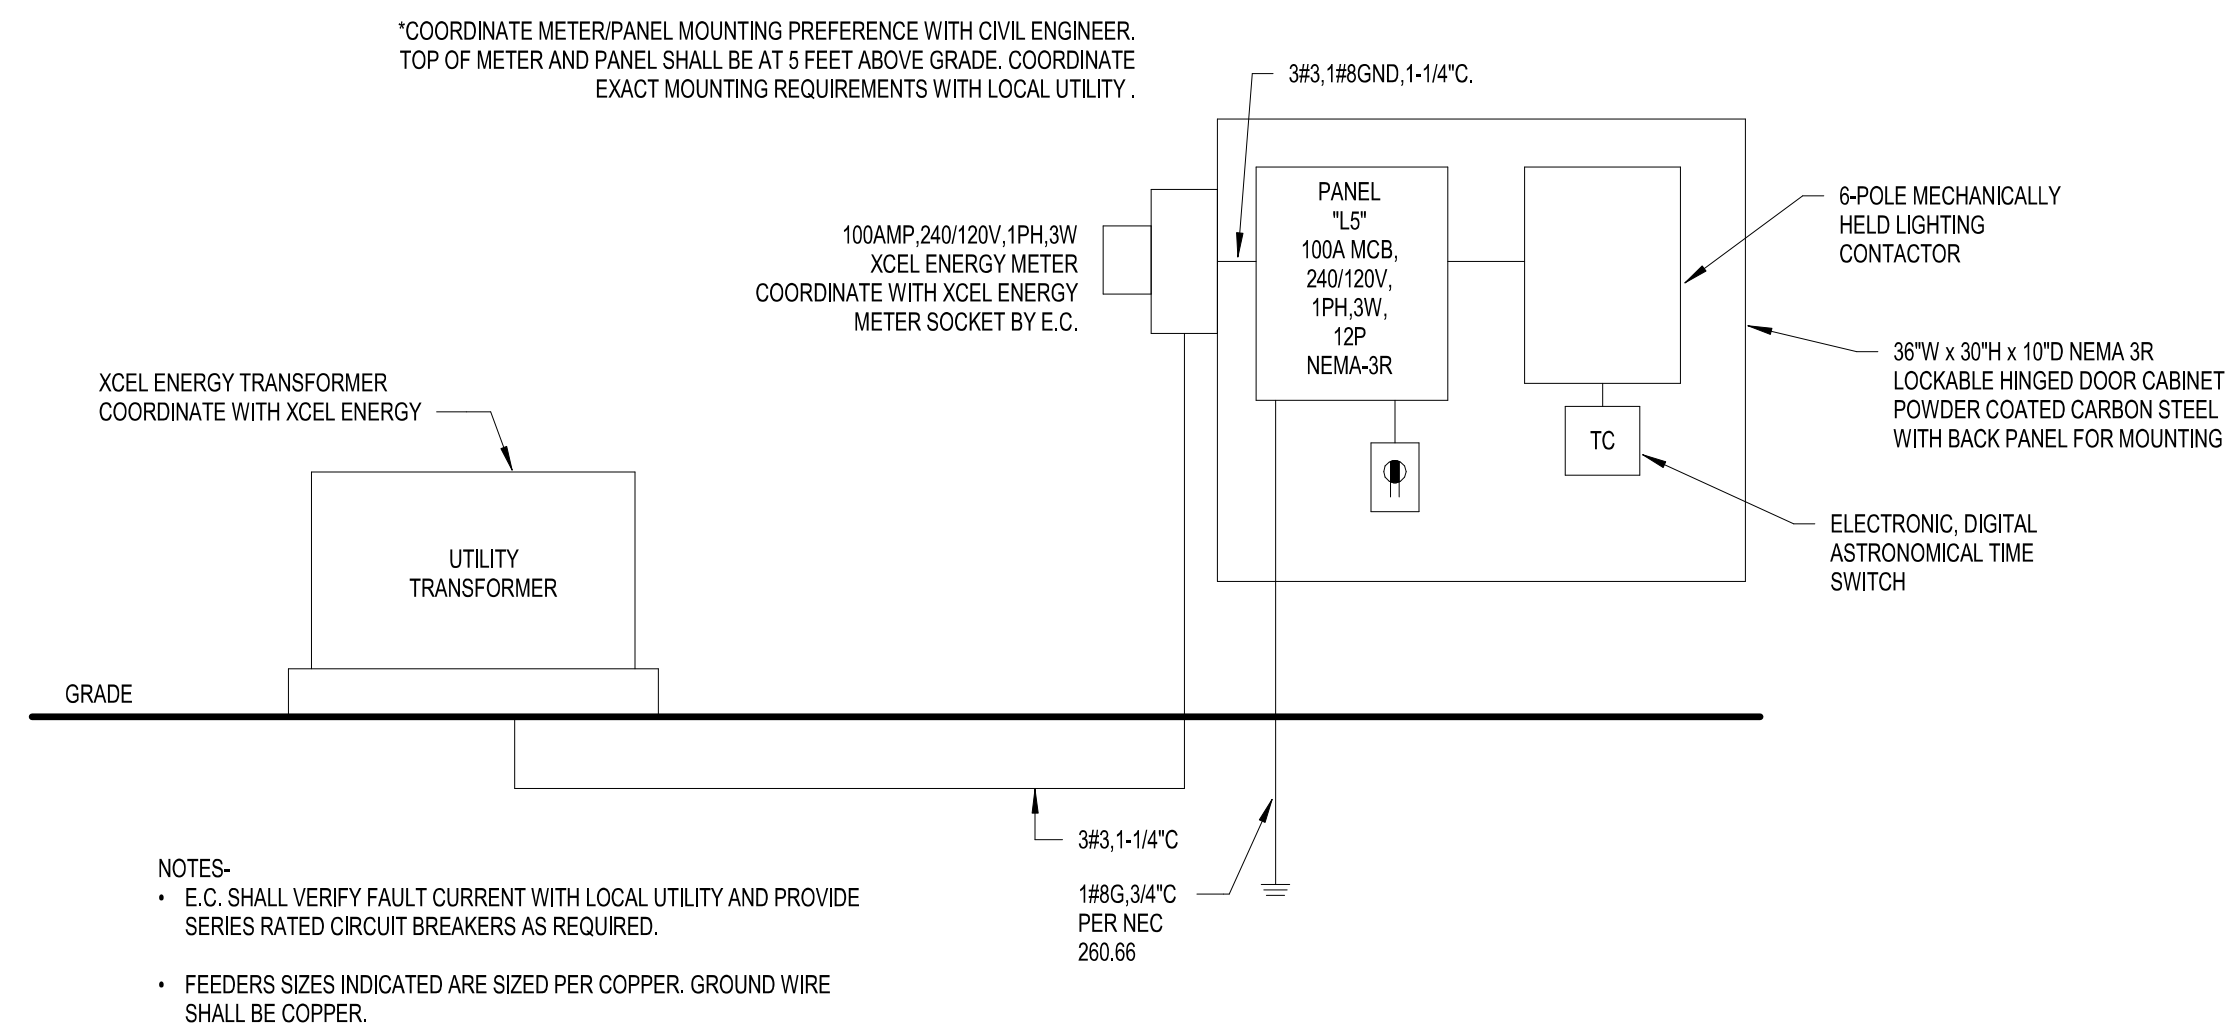 *COORDINATE METER/PANEL MOUNTING PREFERENCE WITH CIVIL ENGINEER.
TOP OF METER AND PANEL SHALL BE AT 5 FEET ABOVE GRADE. COORDINATE
EXACT MOUNTING REQUIREMENTS WITH LOCAL UTILITY .
3#3,1#8GND,1-1/4"C.
100AMP,240/120V,1PH,3W
XCEL ENERGY METER
COORDINATE WITH XCEL ENERGY
METER SOCKET BY E.C.
PANEL
"L5"
100A MCB,
240/120V,
1PH,3W,
12P
NEMA-3R
6-POLE MECHANICALLY
HELD LIGHTING
CONTACTOR
36"W x 30"H x 10"D NEMA 3R
LOCKABLE HINGED DOOR CABINET
POWDER COATED CARBON STEEL
WITH BACK PANEL FOR MOUNTING
XCEL ENERGY TRANSFORMER
COORDINATE WITH XCEL ENERGY
TC
ELECTRONIC, DIGITAL
ASTRONOMICAL TIME
SWITCH
UTILITY
TRANSFORMER
GRADE
3#3,1-1/4"C
1#8G,3/4"C
PER NEC
260.66
NOTES-
• E.C. SHALL VERIFY FAULT CURRENT WITH LOCAL UTILITY AND PROVIDE
SERIES RATED CIRCUIT BREAKERS AS REQUIRED.
• FEEDERS SIZES INDICATED ARE SIZED PER COPPER. GROUND WIRE
SHALL BE COPPER.